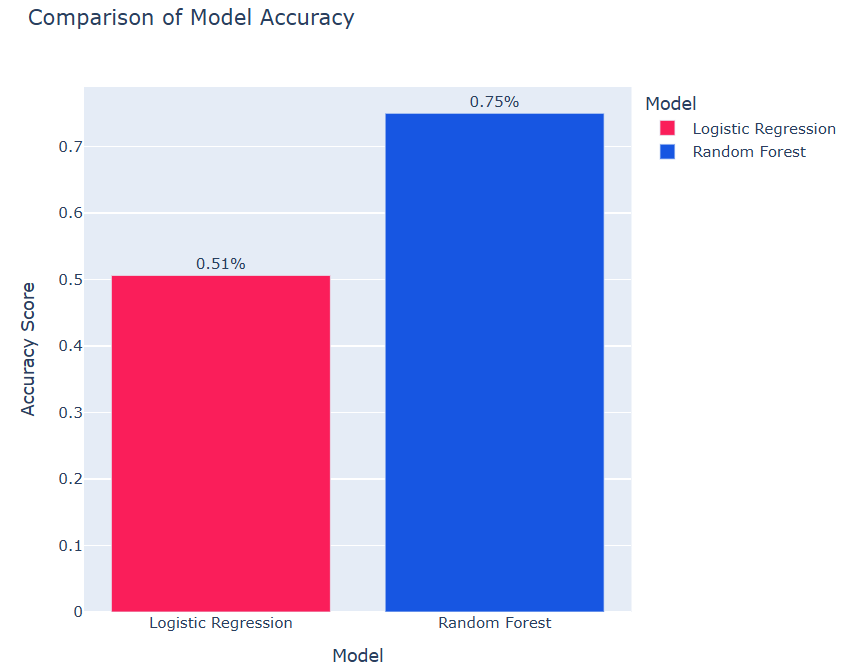 Comparison of Model Accuracy
0.75%
0.51%
Model
Logistic Regression
Random Forest
Accuracy Score
0.7
0.6
0.5
0.4
0.3
0.2
0.1
0
Logistic Regression
Random Forest
Model